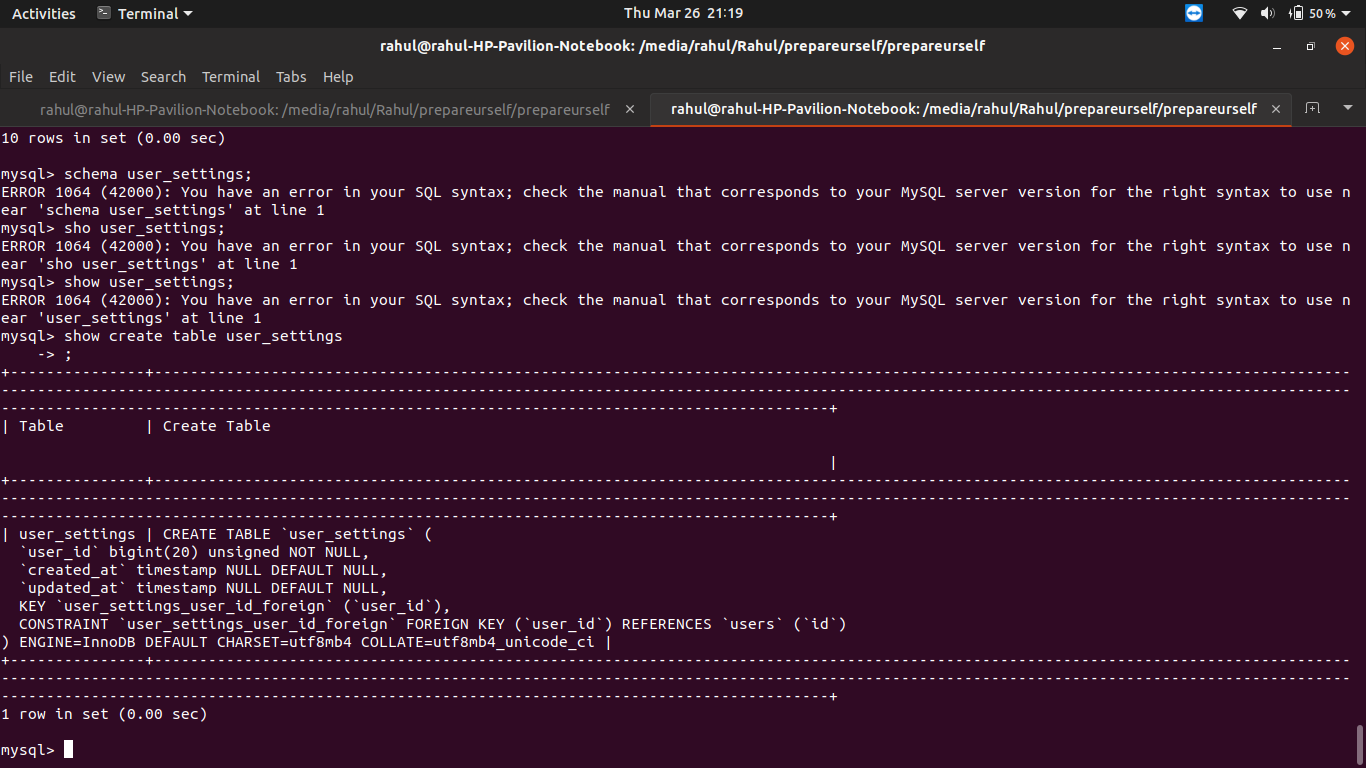 Activities Terminal Thu Mar 26 21:19 50 %
rahul@rahul-HP-Pavilion-Notebook: /media/rahul/Rahul/prepareurself/prepareurself
File Edit View Search Terminal Tabs Help
rahul@rahul-HP-Pavilion-Notebook: /media/rahul/Rahul/prepareurself/prepareurself × rahul@rahul-HP-Pavilion-Notebook: /media/rahul/Rahul/prepareurself/prepareurself ×
10 rows in set (0.00 sec)
mysql> schema user_settings;
ERROR 1064 (42000): You have an error in your SQL syntax; check the manual that corresponds to your MySQL server version for the right syntax to use n
ear 'schema user_settings' at line 1
mysql> sho user_settings;
ERROR 1064 (42000): You have an error in your SQL syntax; check the manual that corresponds to your MySQL server version for the right syntax to use n
ear 'sho user_settings' at line 1
mysql> show user_settings;
ERROR 1064 (42000): You have an error in your SQL syntax; check the manual that corresponds to your MySQL server version for the right syntax to use n
ear 'user_settings' at line 1
mysql> show create table user_settings
    -> ;
| Table         | Create Table
|
| user_settings | CREATE TABLE `user_settings` (
  `user_id` bigint(20) unsigned NOT NULL,
  `created_at` timestamp NULL DEFAULT NULL,
  `updated_at` timestamp NULL DEFAULT NULL,
  KEY `user_settings_user_id_foreign` (`user_id`),
  CONSTRAINT `user_settings_user_id_foreign` FOREIGN KEY (`user_id`) REFERENCES `users` (`id`)
) ENGINE=InnoDB DEFAULT CHARSET=utf8mb4 COLLATE=utf8mb4_unicode_ci |
1 row in set (0.00 sec)
mysql>